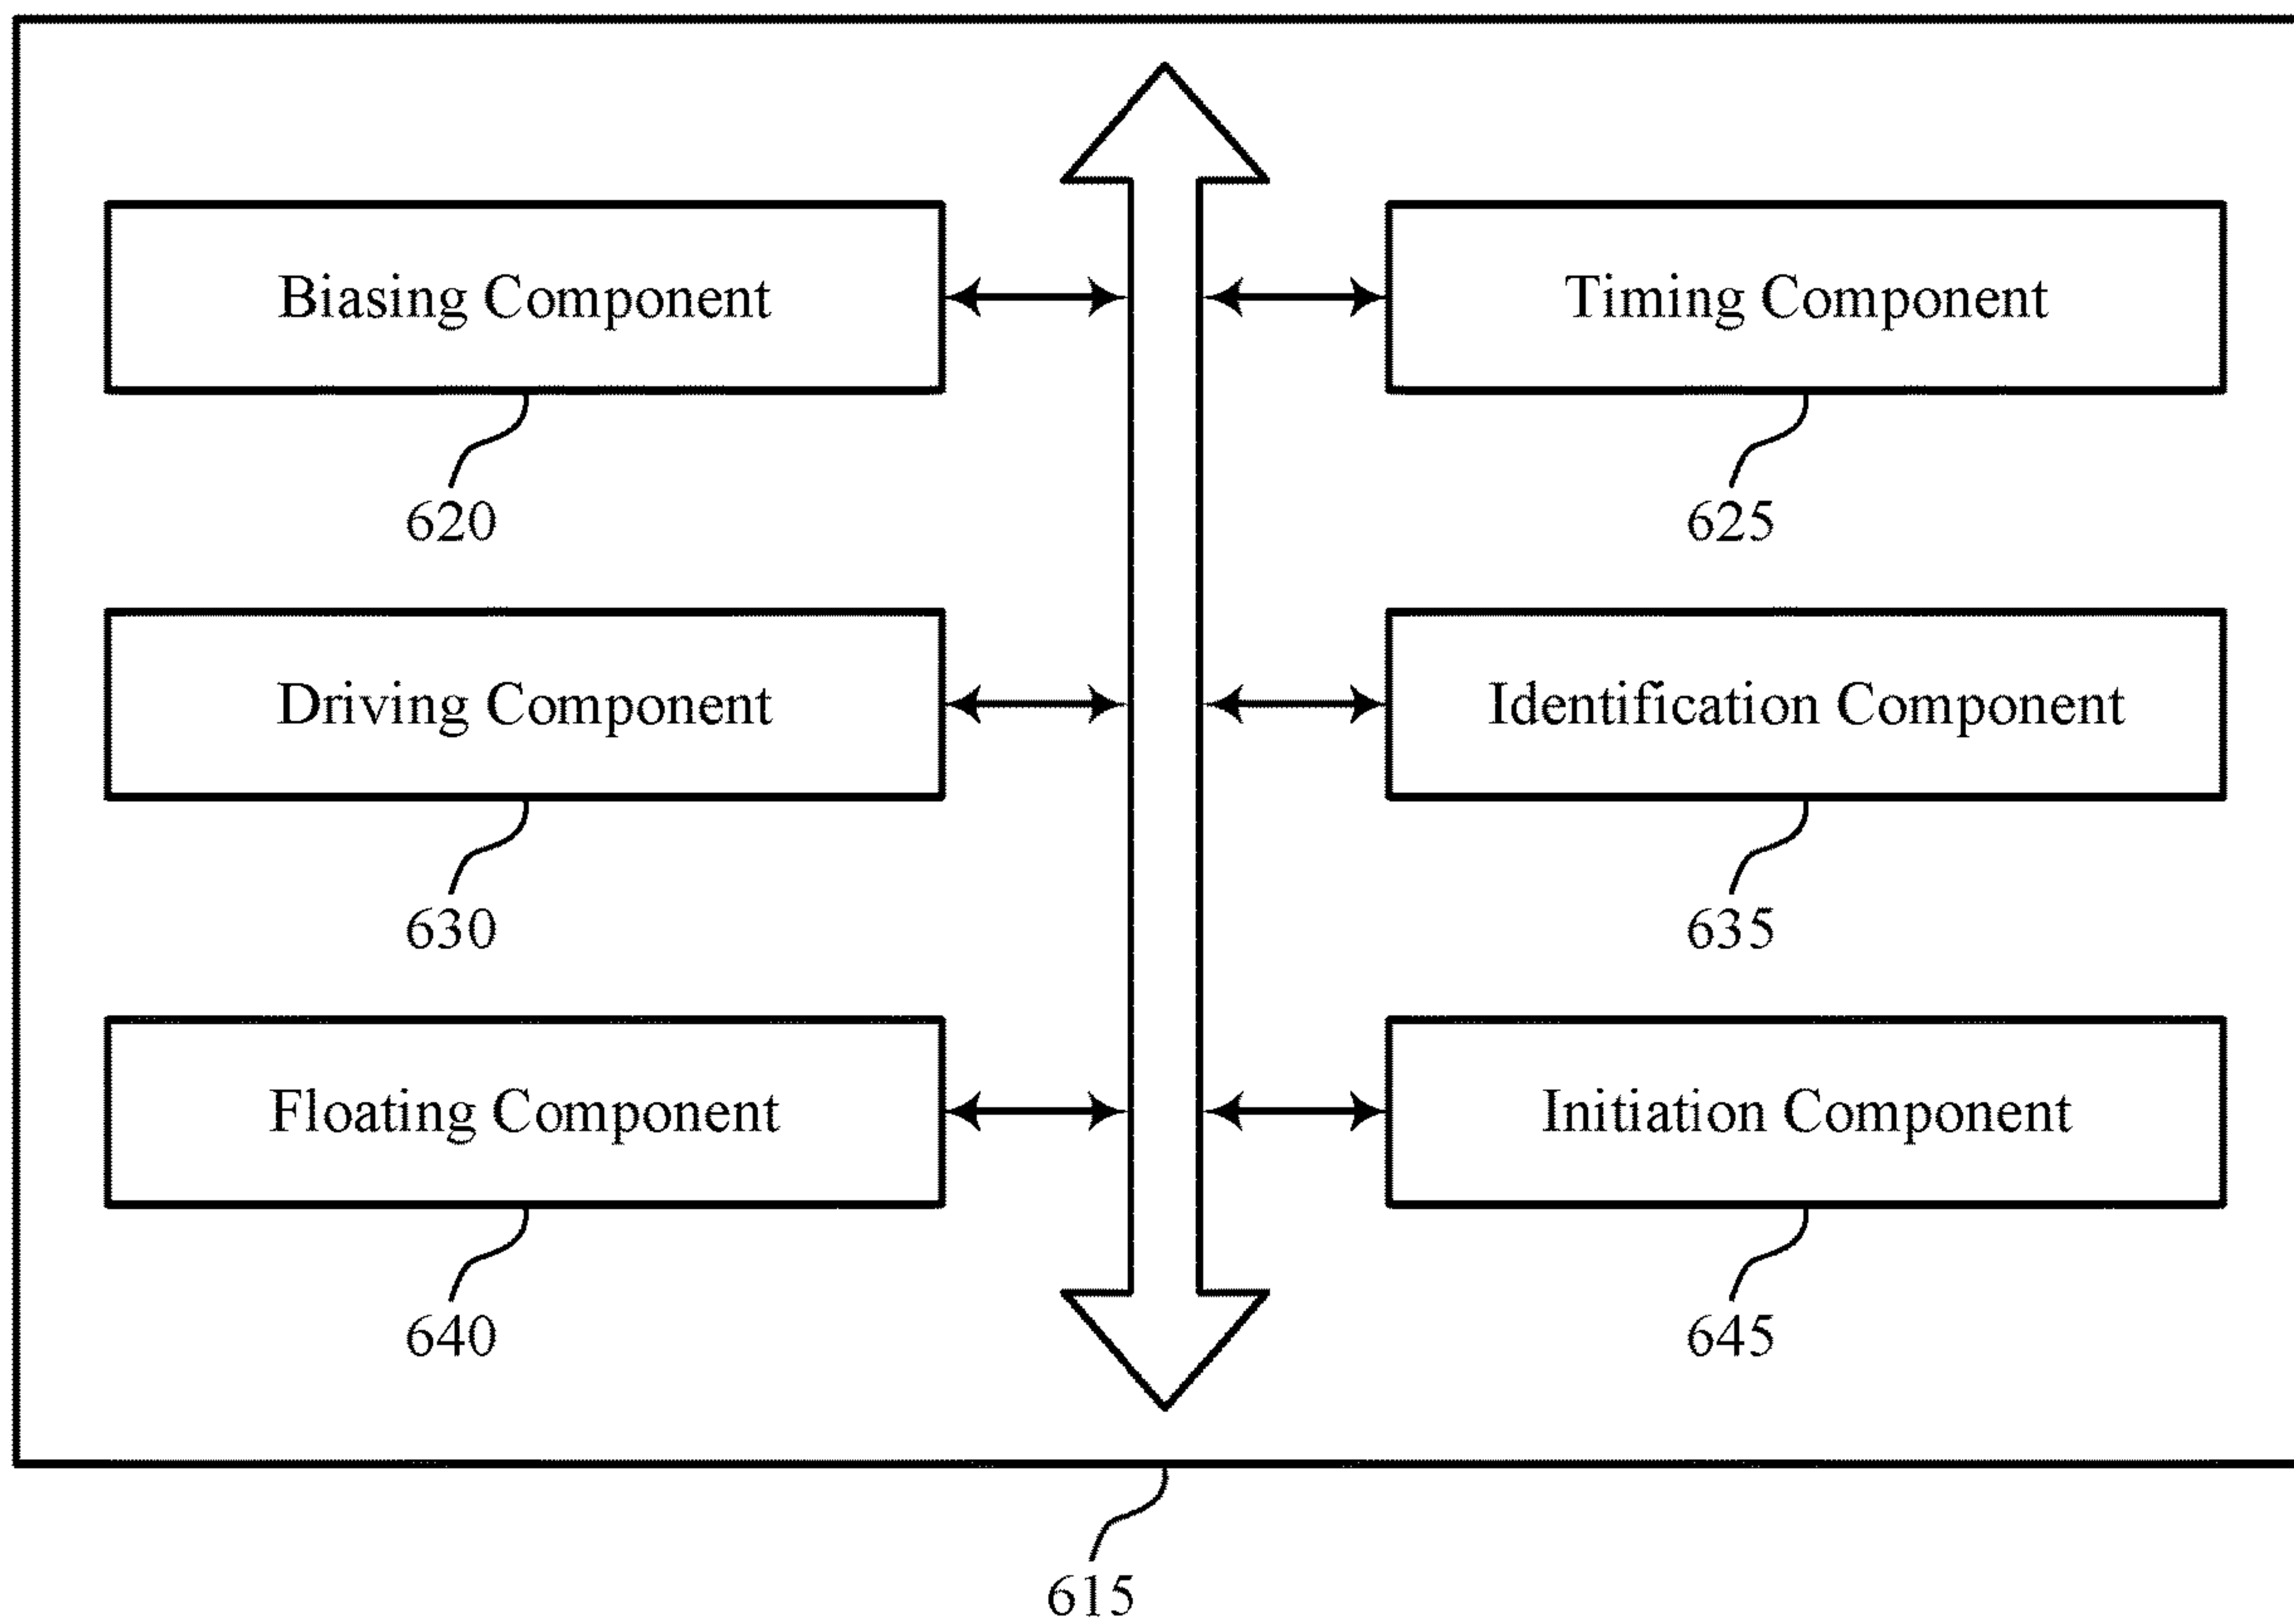 Biasing Component
Timing Component
620
625
Driving Component
Identification Component
630
635
Floating Component
Initiation Component
640
645
615